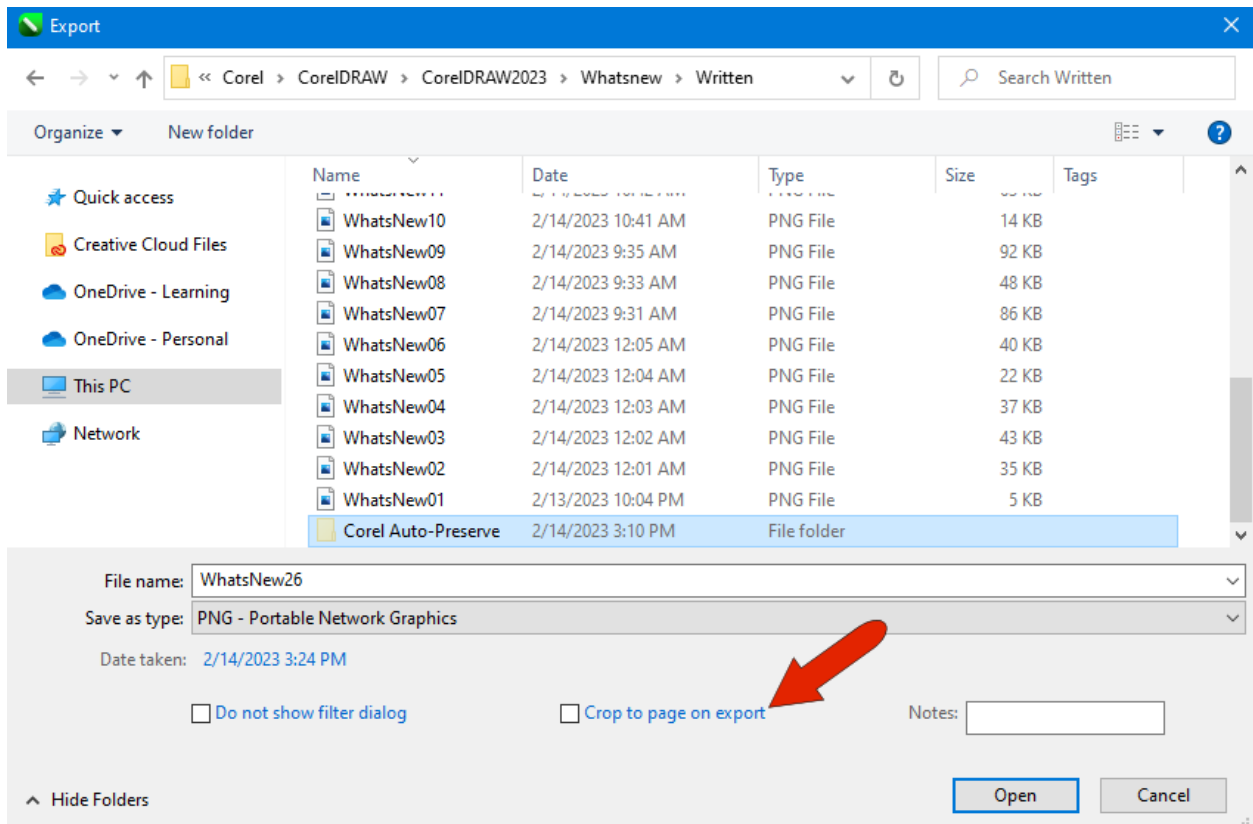 Export
« Corel > CorelDRAW > CorelDRAW2023 > Whatsnew > Written
Search Written
Organize
New folder
Quick access
Creative Cloud Files
OneDrive - Learning
OneDrive - Personal
This PC
Network
Name Date Type Size Tags
WhatsNew10 2/14/2023 10:41 AM PNG File 14 KB
WhatsNew09 2/14/2023 9:35 AM PNG File 92 KB
WhatsNew08 2/14/2023 9:33 AM PNG File 48 KB
WhatsNew07 2/14/2023 9:31 AM PNG File 86 KB
WhatsNew06 2/14/2023 12:05 AM PNG File 40 KB
WhatsNew05 2/14/2023 12:04 AM PNG File 22 KB
WhatsNew04 2/14/2023 12:03 AM PNG File 37 KB
WhatsNew03 2/14/2023 12:02 AM PNG File 43 KB
WhatsNew02 2/14/2023 12:01 AM PNG File 35 KB
WhatsNew01 2/13/2023 10:04 PM PNG File 5 KB
Corel Auto-Preserve 2/14/2023 3:10 PM File folder
File name: WhatsNew26
Save as type: PNG - Portable Network Graphics
Date taken: 2/14/2023 3:24 PM
Do not show filter dialog
Crop to page on export
Notes:
Hide Folders
Open
Cancel